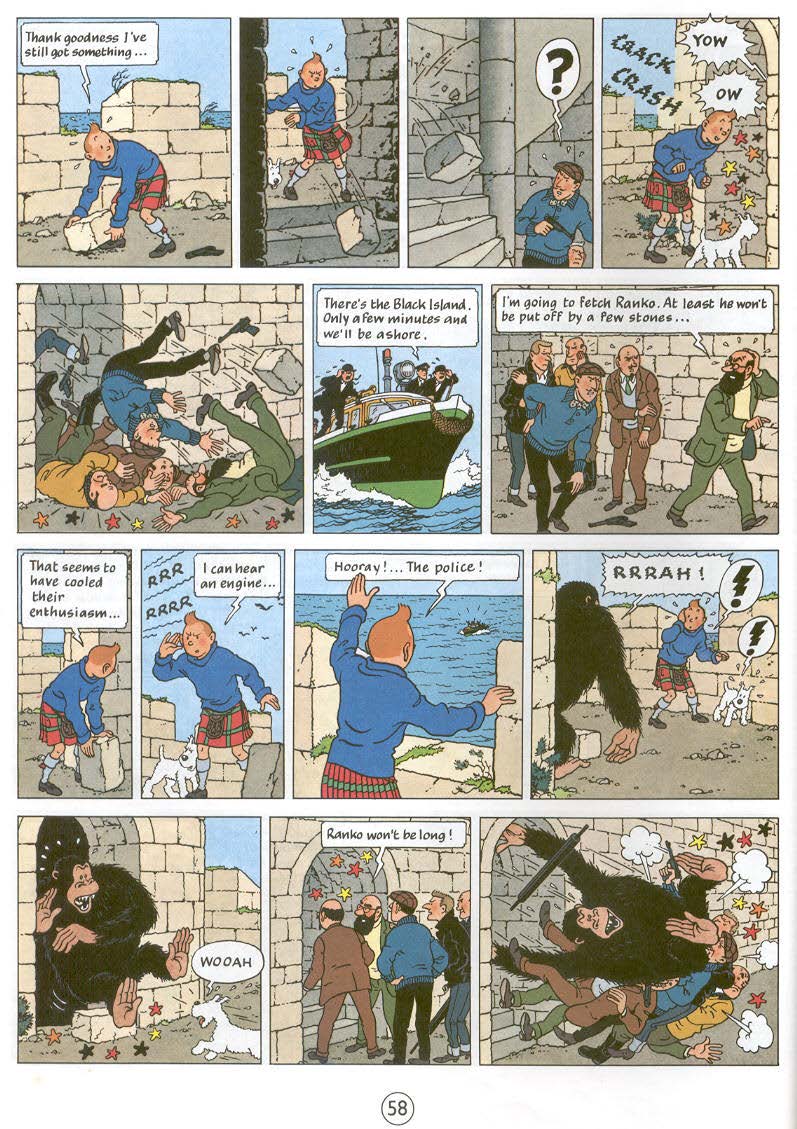 Thank goodness I've
still got something...
?
CRACK
CRASH
YOW
OW
There's the Black Island.
Only a few minutes and
we'll be ashore.
I'm going to fetch Ranko. At least he won't
be put off by a few stones...
That seems to
have cooled
their
enthusiasm...
RRR
RRRR
I can hear
an engine...
Hooray!... The police!
RRRAH!
!
!
WOOAH
Ranko won't be long!
58